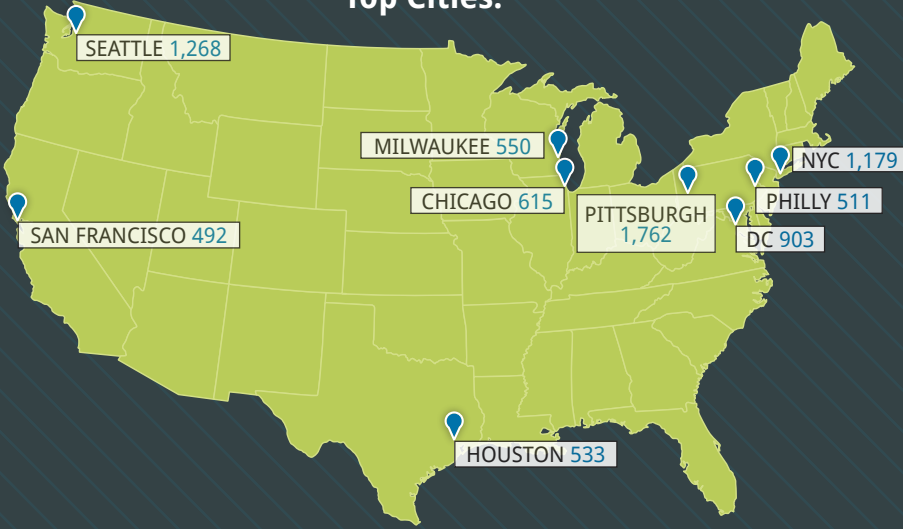 Top Cities:
SEATTLE 1,268
MILWAUKEE 550
NYC 1,179
CHICAGO 615
PHILLY 511
PITTSBURGH
1,762
SAN FRANCISCO 492
DC 903
HOUSTON 533